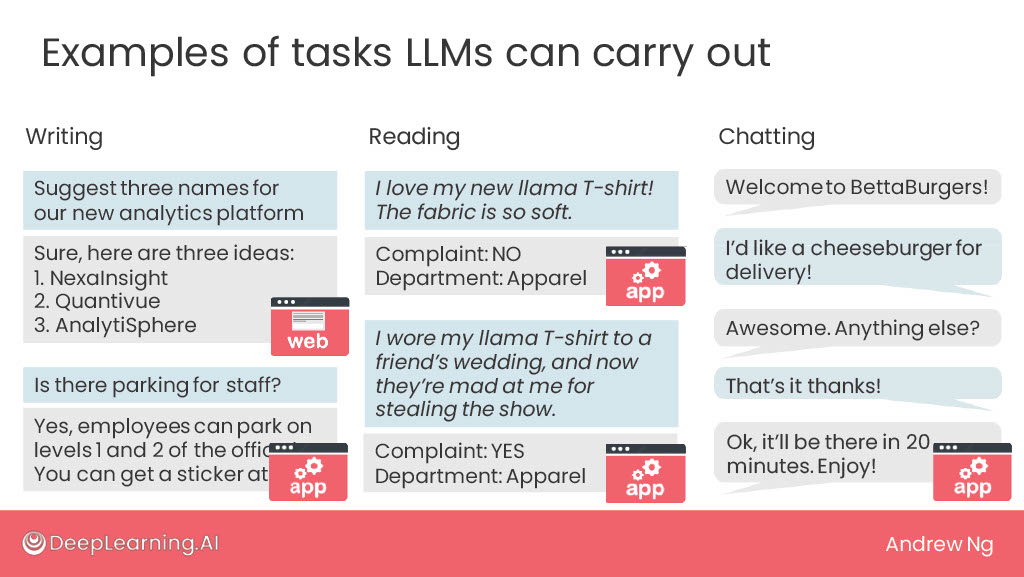 Examples of tasks LLMs can carry out
Writing
Suggest three names for
our new analytics platform
Sure, here are three ideas:
1. NexaInsight
2. Quantivue
3. AnalytiSphere
web
Is there parking for staff?
Yes, employees can park on
levels 1 and 2 of the
You can get a sticker at
app
Reading
I love my new llama T-shirt!
The fabric is so soft.
Complaint: NO
Department: Apparel
app
I wore my llama T-shirt to a
friend's wedding, and now
they're mad at me for
stealing the show.
Complaint: YES
Department: Apparel
app
Chatting
Welcome to BettaBurgers!
I'd like a cheeseburger for
delivery!
Awesome. Anything else?
That's it thanks!
Ok, it'll be there in 20
minutes. Enjoy!
app
DeepLearning.AI
Andrew Ng